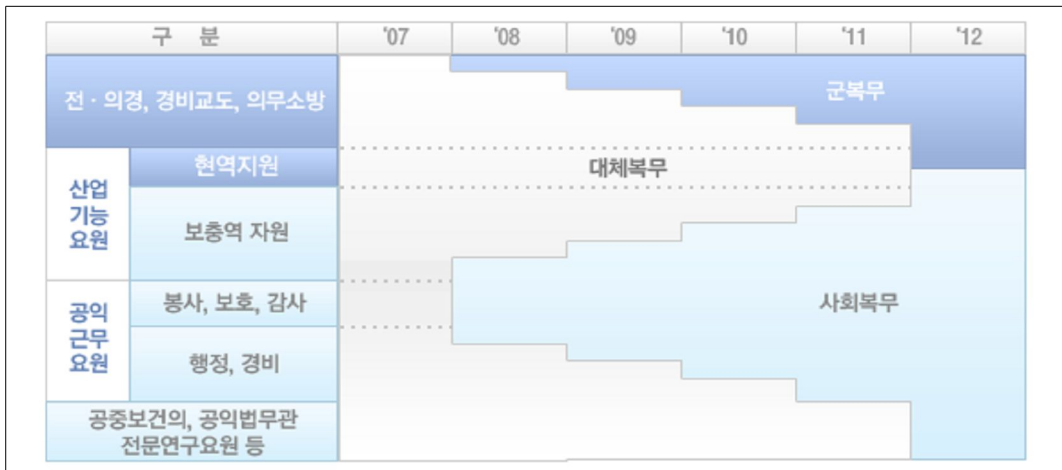 구 분 '07 '08 '09 '10 '11 '12
전 · 의경, 경비교도, 의무소방
군복무
산업
기능
요원
현역지원
대체복무
보충역 자원
공익
근무
요원
봉사, 보호, 감사
사회복무
행정, 경비
공중보건의, 공익법무관
전문연구요원 등